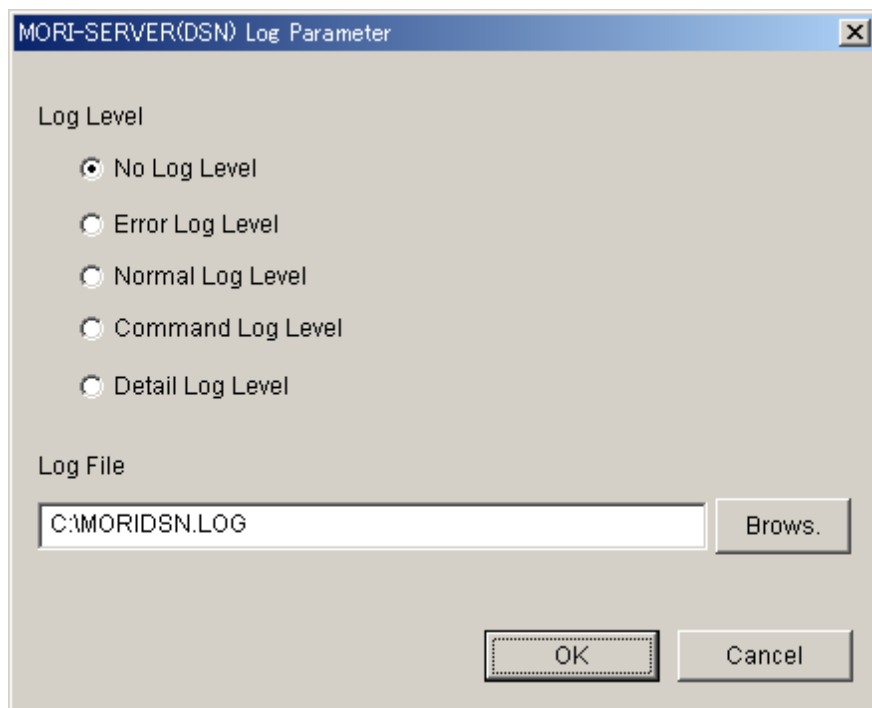 MORI-SERVER(DSN) Log Parameter
Log Level
No Log Level
Error Log Level
Normal Log Level
Command Log Level
Detail Log Level
Log File
C:\MORIDSN.LOG
Brows.
OK
Cancel